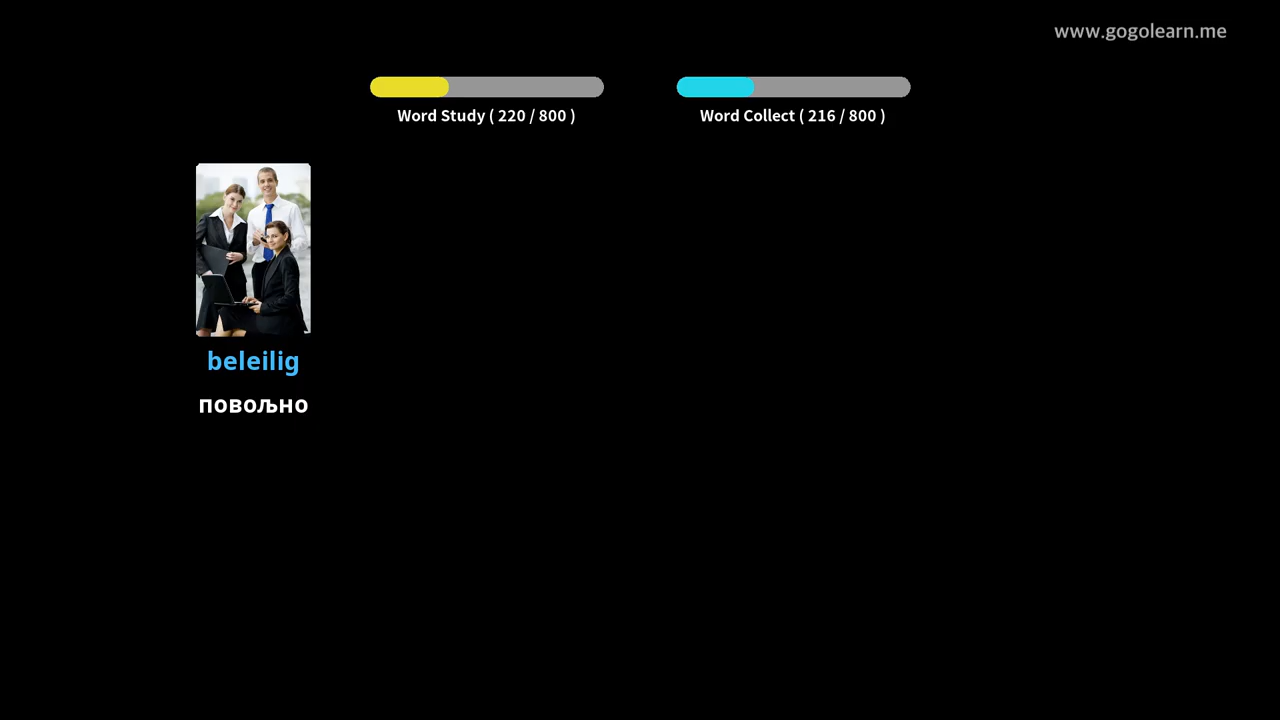 www.gogolearn.me
Word Study ( 220 / 800 )
Word Collect ( 216 / 800 )
beleilig
повољно